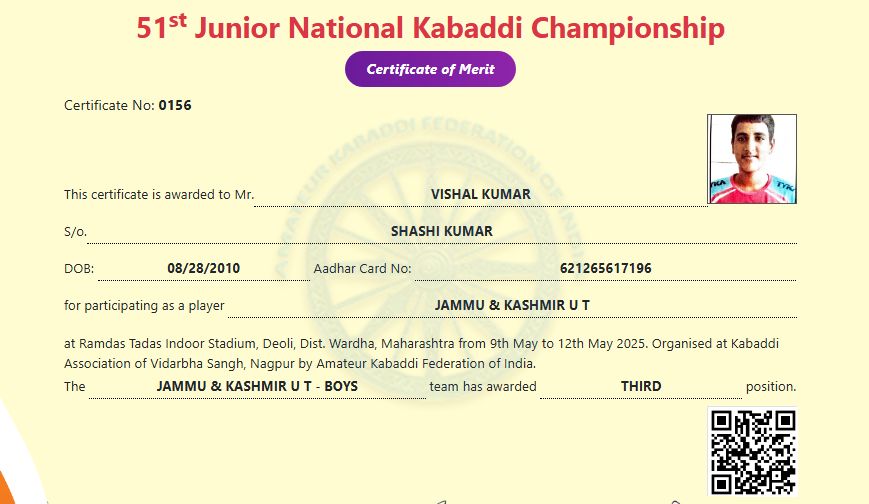 51st Junior National Kabaddi Championship
Certificate of Merit
Certificate No: 0156
AMATEUR KABADDI FEDERATION OF INDIA
This certificate is awarded to Mr. VISHAL KUMAR
S/o. SHASHI KUMAR
DOB: 08/28/2010 Aadhar Card No: 621265617196
for participating as a player JAMMU & KASHMIR U T
at Ramdas Tadas Indoor Stadium, Deoli, Dist. Wardha, Maharashtra from 9th May to 12th May 2025. Organised at Kabaddi
Association of Vidarbha Sangh, Nagpur by Amateur Kabaddi Federation of India.
The JAMMU & KASHMIR U T - BOYS team has awarded THIRD position.